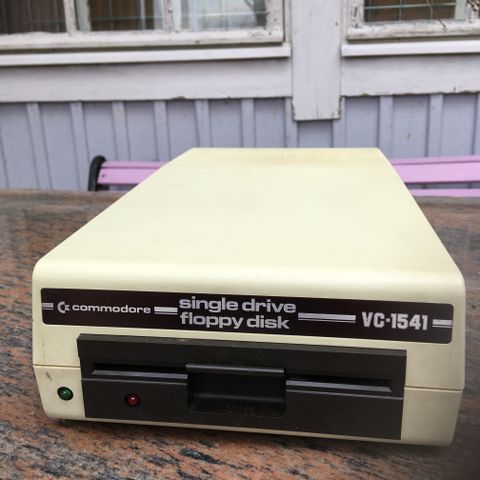 commodore
single drive
floppy disk
VC-1541